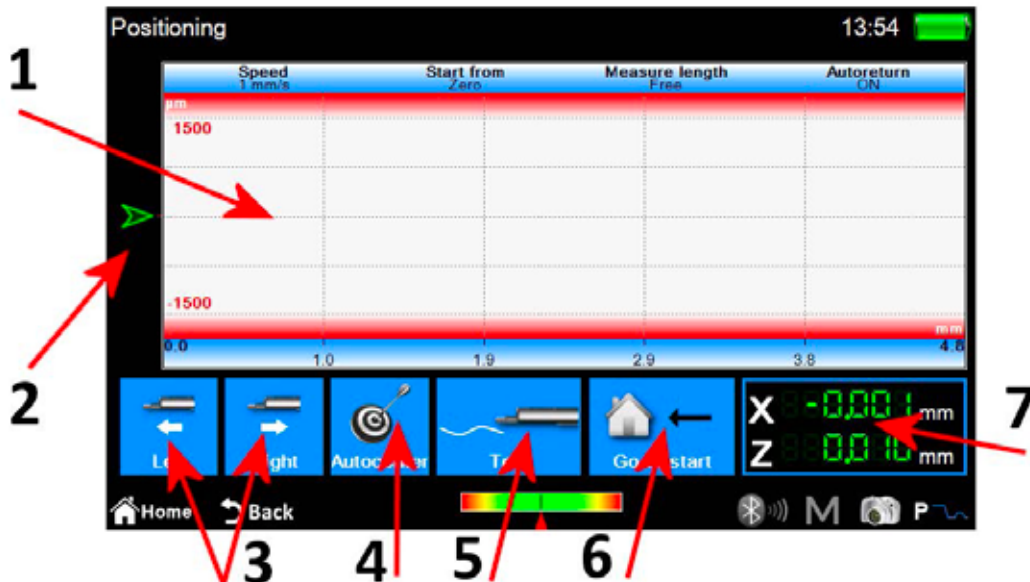 Positioning 13:54
1
Speed Start from Measure length Autoreturn
1 mm/s Zero Free ON
µm
1500
-1500
mm
0.0 4.8
1.0 1.9 2.9 3.8
2
7
X -0,001 mm
Z 0,010 mm
Home Back
M P
3 4 5 6